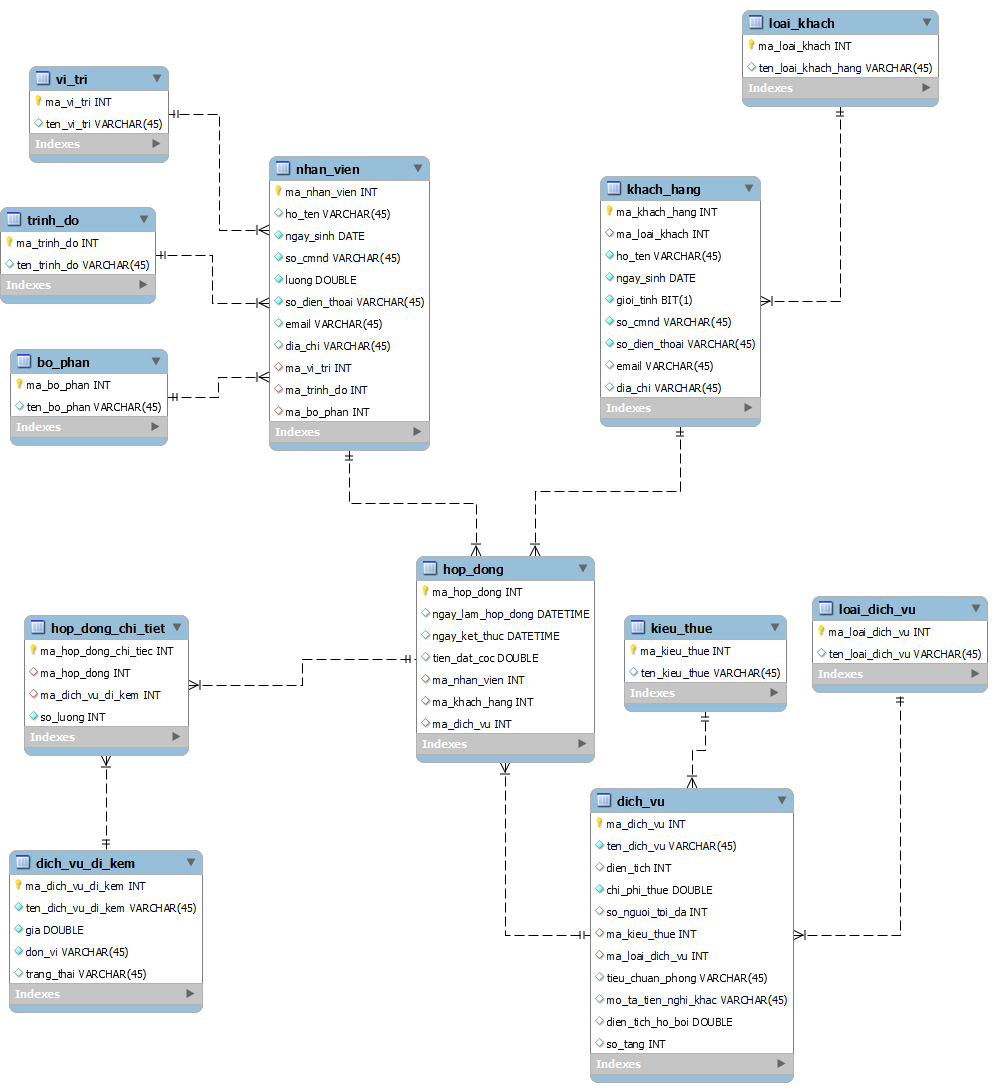 loai_khach
ma_loai_khach INT
ten_loai_khach_hang VARCHAR(45)
Indexes
vi_tri
ma_vi_tri INT
ten_vi_tri VARCHAR(45)
Indexes
nhan_vien
ma_nhan_vien INT
ho_ten VARCHAR(45)
ngay_sinh DATE
so_cmnd VARCHAR(45)
luong DOUBLE
so_dien_thoai VARCHAR(45)
email VARCHAR(45)
dia_chi VARCHAR(45)
ma_vi_tri INT
ma_trinh_do INT
ma_bo_phan INT
Indexes
khach_hang
ma_khach_hang INT
ma_loai_khach INT
ho_ten VARCHAR(45)
ngay_sinh DATE
gioi_tinh BIT(1)
so_cmnd VARCHAR(45)
so_dien_thoai VARCHAR(45)
email VARCHAR(45)
dia_chi VARCHAR(45)
Indexes
trinh_do
ma_trinh_do INT
ten_trinh_do VARCHAR(45)
Indexes
bo_phan
ma_bo_phan INT
ten_bo_phan VARCHAR(45)
Indexes
hop_dong
ma_hop_dong INT
ngay_lam_hop_dong DATETIME
ngay_ket_thuc DATETIME
tien_dat_coc DOUBLE
ma_nhan_vien INT
ma_khach_hang INT
ma_dich_vu INT
Indexes
hop_dong_chi_tiet
ma_hop_dong_chi_tiec INT
ma_hop_dong INT
ma_dich_vu_di_kem INT
so_luong INT
Indexes
kieu_thue
ma_kieu_thue INT
ten_kieu_thue VARCHAR(45)
Indexes
loai_dich_vu
ma_loai_dich_vu INT
ten_loai_dich_vu VARCHAR(45)
Indexes
dich_vu
ma_dich_vu INT
ten_dich_vu VARCHAR(45)
dien_tich INT
chi_phi_thue DOUBLE
so_nguoi_toi_da INT
ma_kieu_thue INT
ma_loai_dich_vu INT
tieu_chuan_phong VARCHAR(45)
mo_ta_tien_nghi_khac VARCHAR(45)
dien_tich_ho_boi DOUBLE
so_tang INT
Indexes
dich_vu_di_kem
ma_dich_vu_di_kem INT
ten_dich_vu_di_kem VARCHAR(45)
gia DOUBLE
don_vi VARCHAR(45)
trang_thai VARCHAR(45)
Indexes